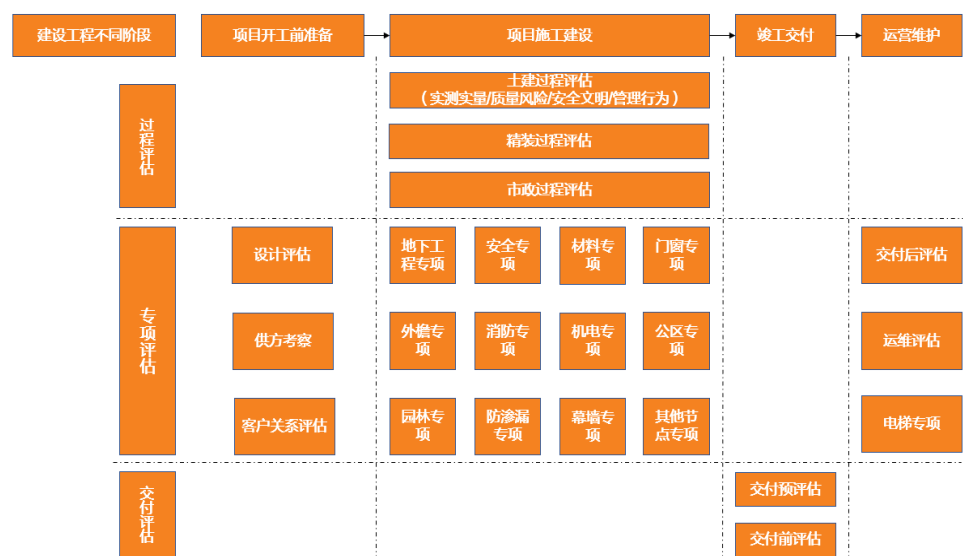 建设工程不同阶段
项目开工前准备
项目施工建设
竣工交付
运营维护
过程评估
土建过程评估
（实测实量/质量风险/安全文明/管理行为）
精装过程评估
市政过程评估
专项评估
设计评估
地下工
程专项
安全专
项
材料专
项
门窗专
项
交付后评估
供方考察
外檐专
项
消防专
项
机电专
项
公区专
项
运维评估
客户关系评估
园林专
项
防渗漏
专项
幕墙专
项
其他节
点专项
电梯专项
交付评估
交付预评估
交付前评估